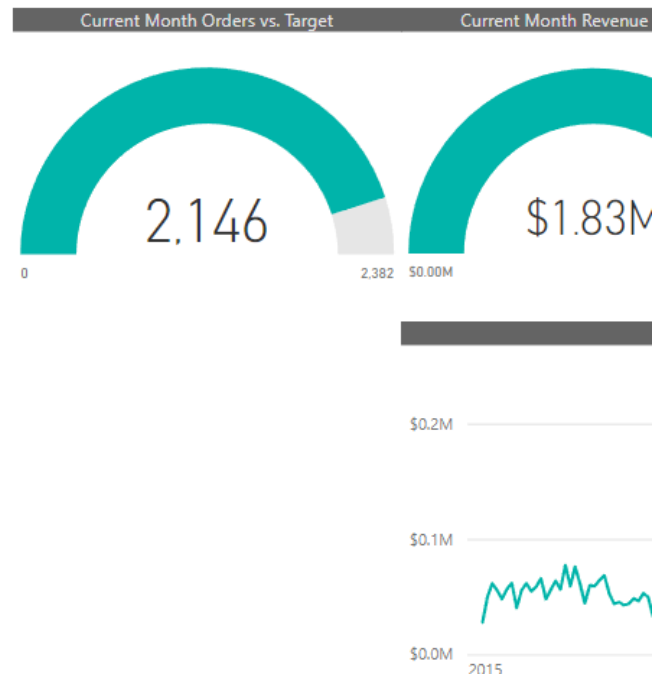 Current Month Orders vs. Target
Current Month Revenue
2,146
0
2,382
$1.83M
$0.00M
$0.2M
$0.1M
$0.0M
2015